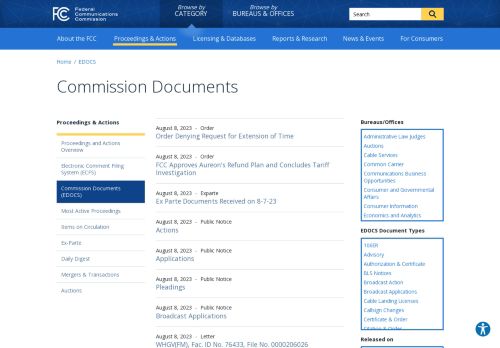 FCC
Federal
Communications
Commission
Browse by
CATEGORY
Browse by
BUREAUS & OFFICES
Search
About the FCC
Proceedings & Actions
Licensing & Databases
Reports & Research
News & Events
For Consumers
Home / EDOCS
Commission Documents
Proceedings & Actions
Proceedings and Actions
Overview
Electronic Comment Filing
System (ECFS)
Commission Documents
(EDOCS)
Most Active Proceedings
Items on Circulation
Ex-Parte
Daily Digest
Mergers & Transactions
Auctions
August 8, 2023 - Order
Order Denying Request for Extension of Time
August 8, 2023 - Order
FCC Approves Aureon's Refund Plan and Concludes Tariff
Investigation
August 8, 2023 - Exparte
Ex Parte Documents Received on 8-7-23
August 8, 2023 - Public Notice
Actions
August 8, 2023 - Public Notice
Applications
August 8, 2023 - Public Notice
Pleadings
August 8, 2023 - Public Notice
Broadcast Applications
August 8, 2023 - Letter
WHGV(FM), Fac. ID No. 76433, File No. 0000206026
Bureaus/Offices
Administrative Law Judges
Auctions
Cable Services
Common Carrier
Communications Business
Opportunities
Consumer and Governmental
Affairs
Consumer Information
Economics and Analytics
EDOCS Document Types
Advisory
Authorization & Certificate
BLS Notices
Broadcast Action
Broadcast Applications
Cable Landing Licenses
Callsign Changes
Certificate & Order
Citation & Order
Released on